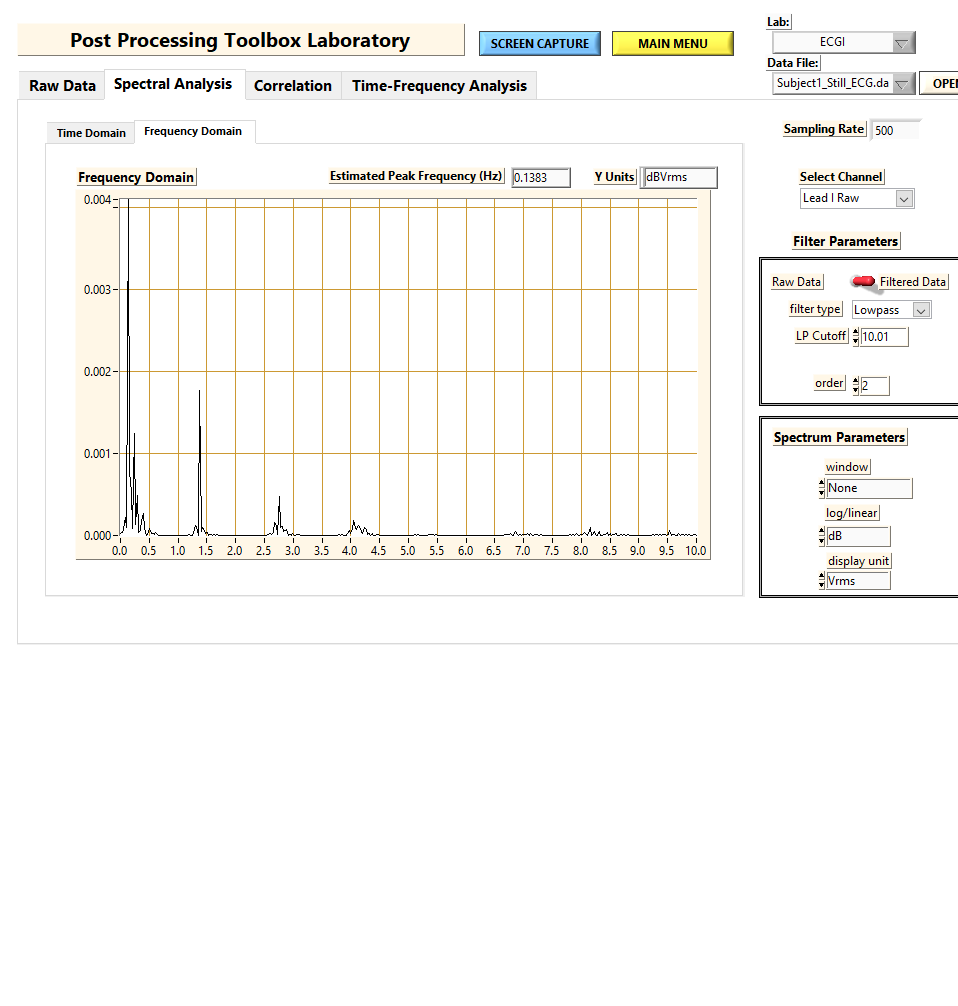 Post Processing Toolbox Laboratory
SCREEN CAPTURE
MAIN MENU
Lab:
ECGI
Data File:
Subject1_Still_ECG.da
OPE
Raw Data
Spectral Analysis
Correlation
Time-Frequency Analysis
Time Domain
Frequency Domain
Sampling Rate
500
Frequency Domain
Estimated Peak Frequency (Hz)
0.1383
Y Units
dBVrms
Select Channel
Lead I Raw
0.004
0.003
0.002
0.001
0.000
0.0 0.5 1.0 1.5 2.0 2.5 3.0 3.5 4.0 4.5 5.0 5.5 6.0 6.5 7.0 7.5 8.0 8.5 9.0 9.5 10.0
Filter Parameters
Raw Data
Filtered Data
filter type
Lowpass
LP Cutoff
10.01
order
2
Spectrum Parameters
window
None
log/linear
dB
display unit
Vrms